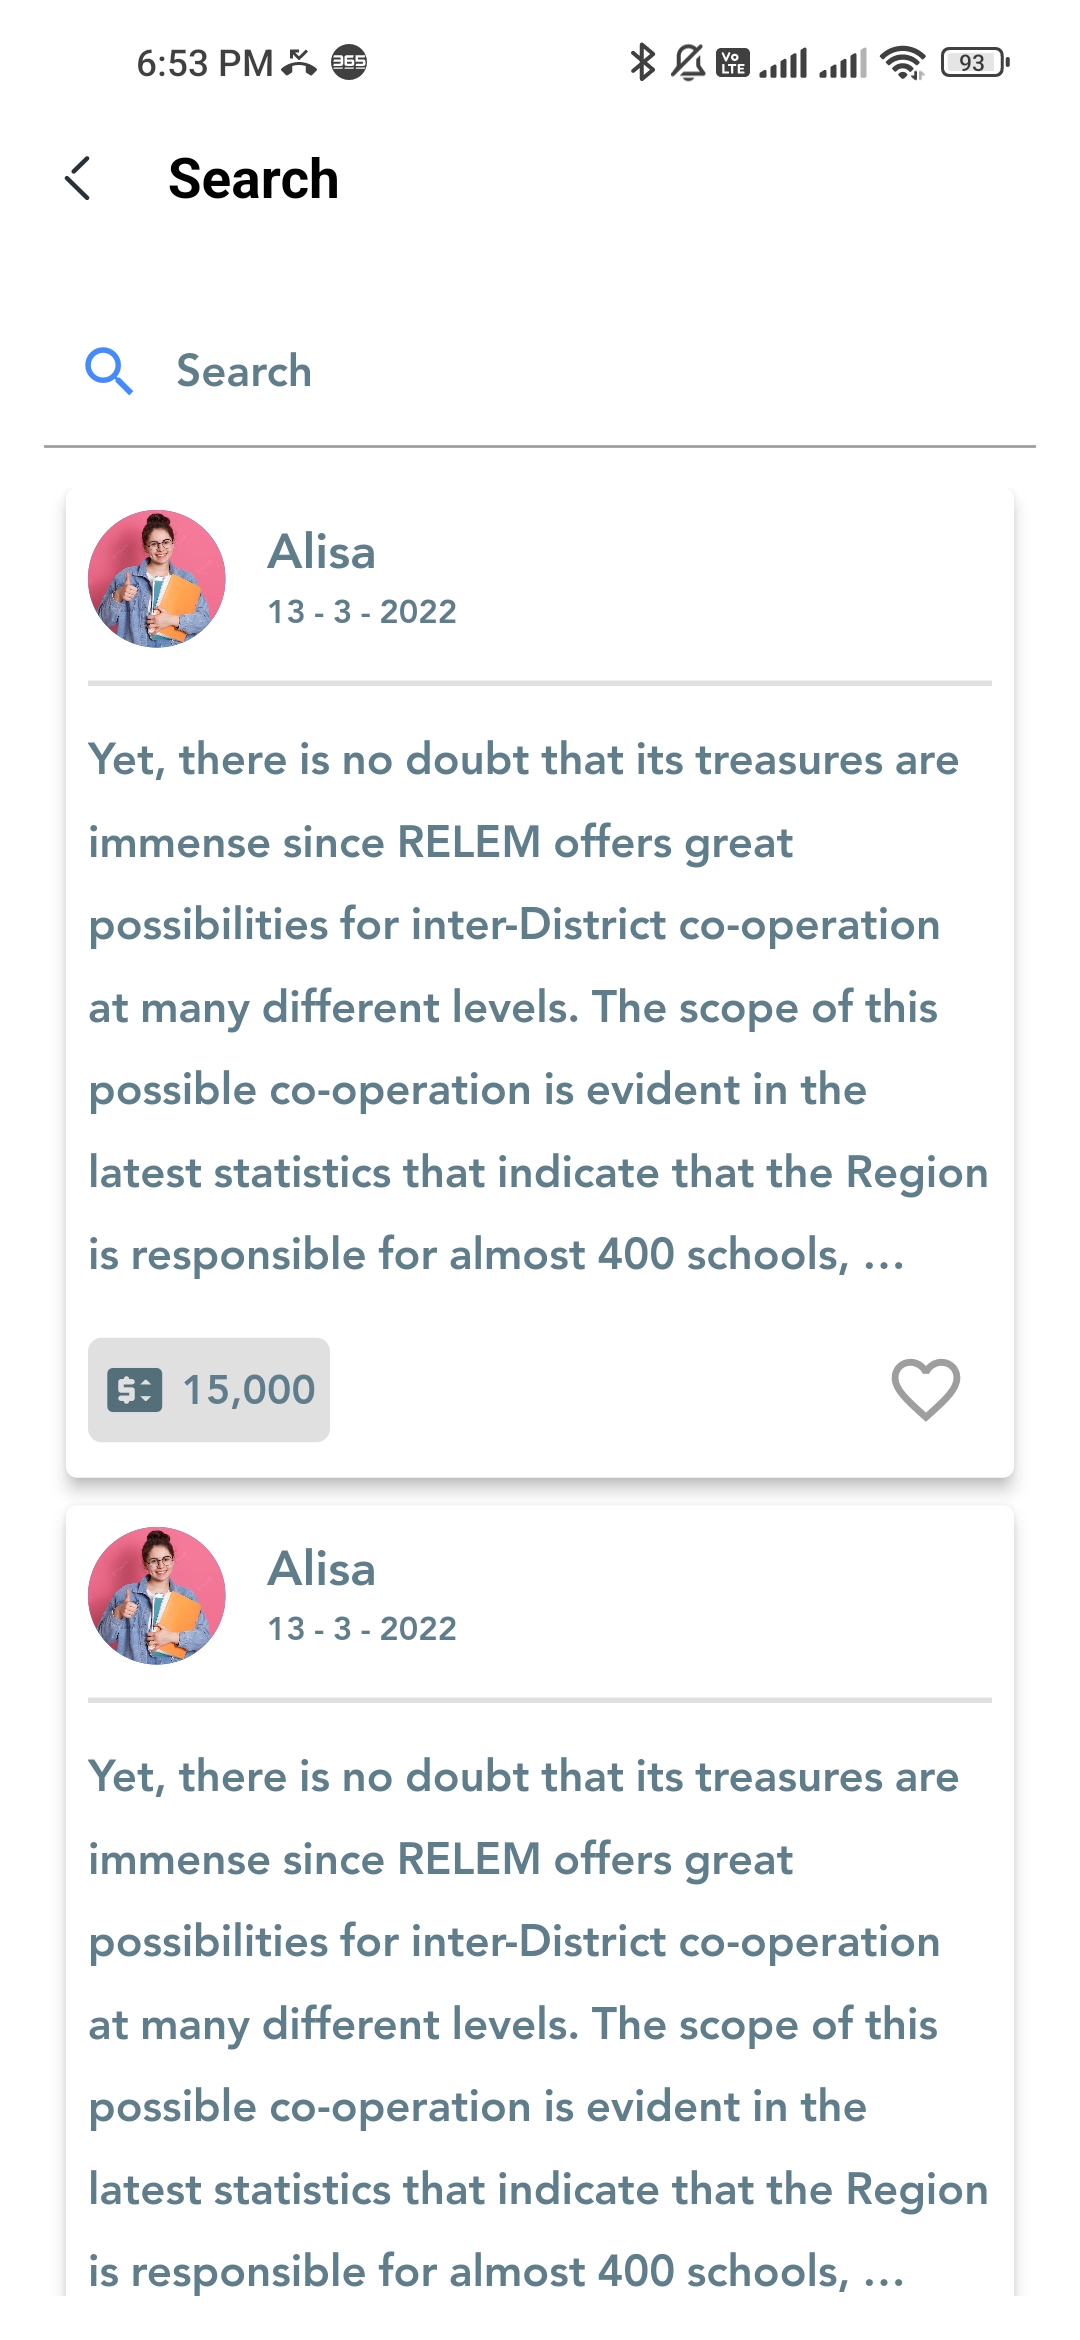 6:53 PM 365 Vo LTE 93
Search
Search
Alisa
13 - 3 - 2022
Yet, there is no doubt that its treasures are
immense since RELEM offers great
possibilities for inter-District co-operation
at many different levels. The scope of this
possible co-operation is evident in the
latest statistics that indicate that the Region
is responsible for almost 400 schools, ...
$ 15,000
Alisa
13 - 3 - 2022
Yet, there is no doubt that its treasures are
immense since RELEM offers great
possibilities for inter-District co-operation
at many different levels. The scope of this
possible co-operation is evident in the
latest statistics that indicate that the Region
is responsible for almost 400 schools, ...